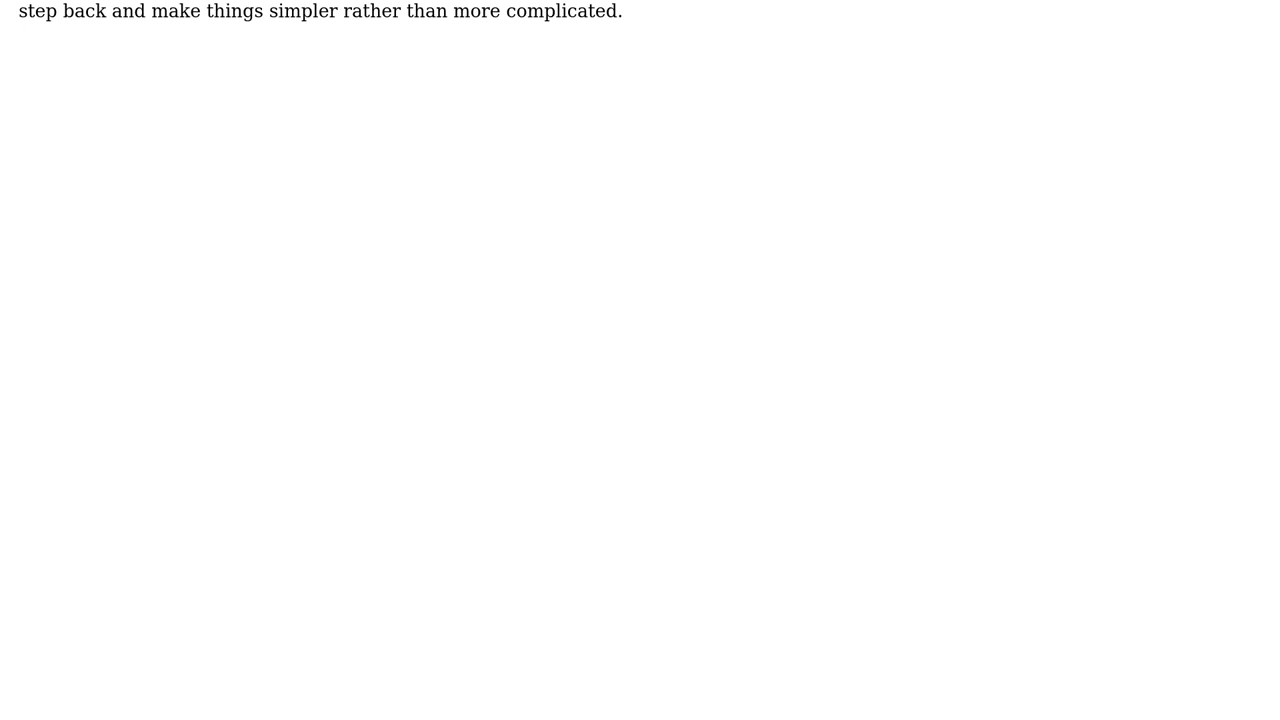 step back and make things simpler rather than more complicated.